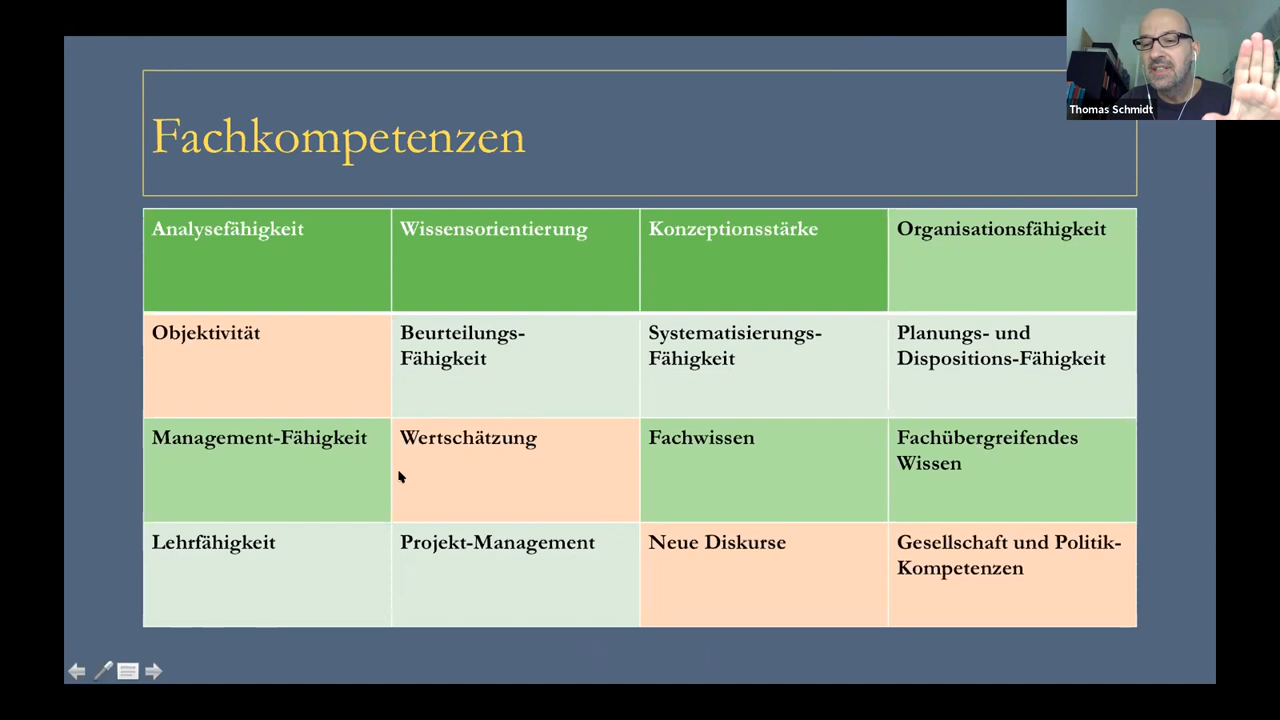 Thomas Schmidt
Fachkompetenzen
Analysefähigkeit
Wissensorientierung
Konzeptionsstärke
Organisationsfähigkeit
Objektivität
Beurteilungs-
Fähigkeit
Systematisierungs-
Fähigkeit
Planungs- und
Dispositions-Fähigkeit
Management-Fähigkeit
Wertschätzung
Fachwissen
Fachübergreifendes
Wissen
Lehrfähigkeit
Projekt-Management
Neue Diskurse
Gesellschaft und Politik-
Kompetenzen